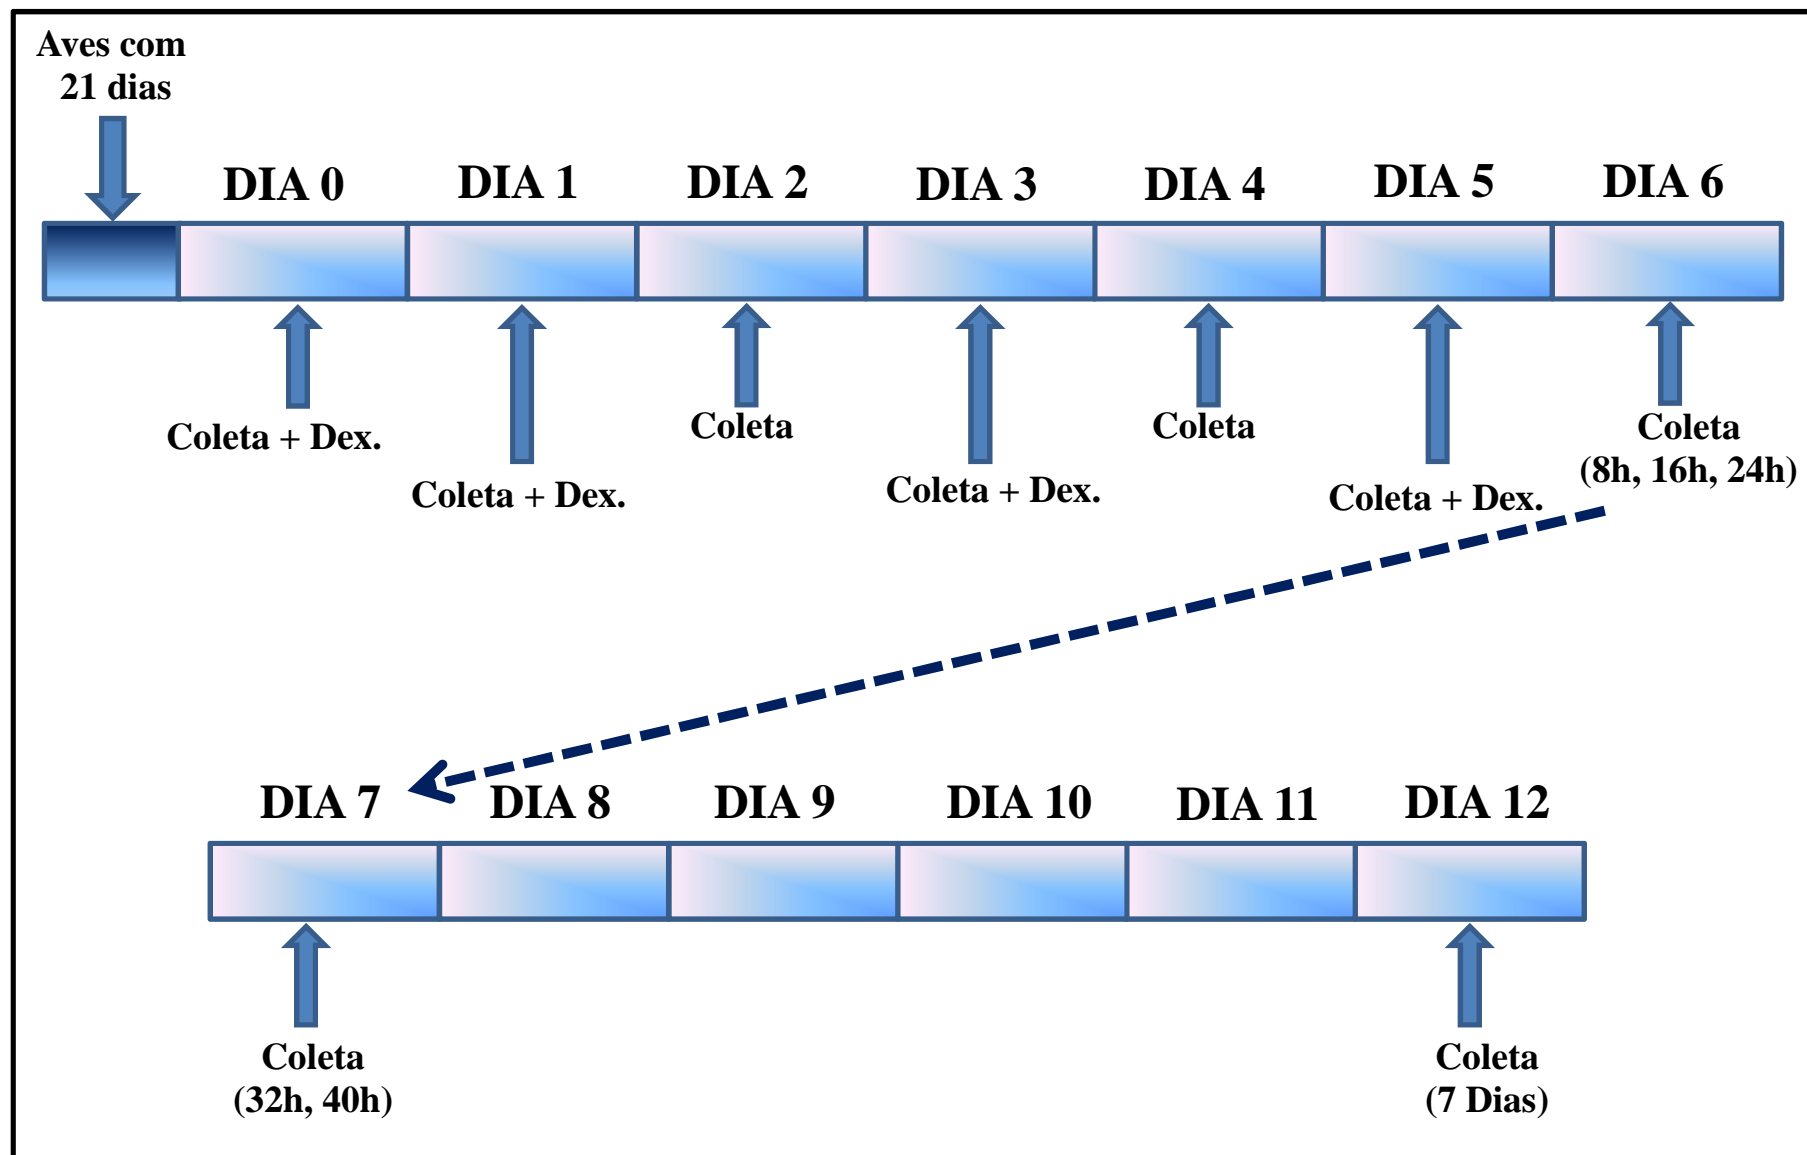 Aves com
21 dias
DIA 0
DIA 1
DIA 2
DIA 3
DIA 4
DIA 5
DIA 6
Coleta + Dex.
Coleta + Dex.
Coleta
Coleta + Dex.
Coleta
Coleta + Dex.
Coleta
(8h, 16h, 24h)
DIA 7
DIA 8
DIA 9
DIA 10
DIA 11
DIA 12
Coleta
(32h, 40h)
Coleta
(7 Dias)